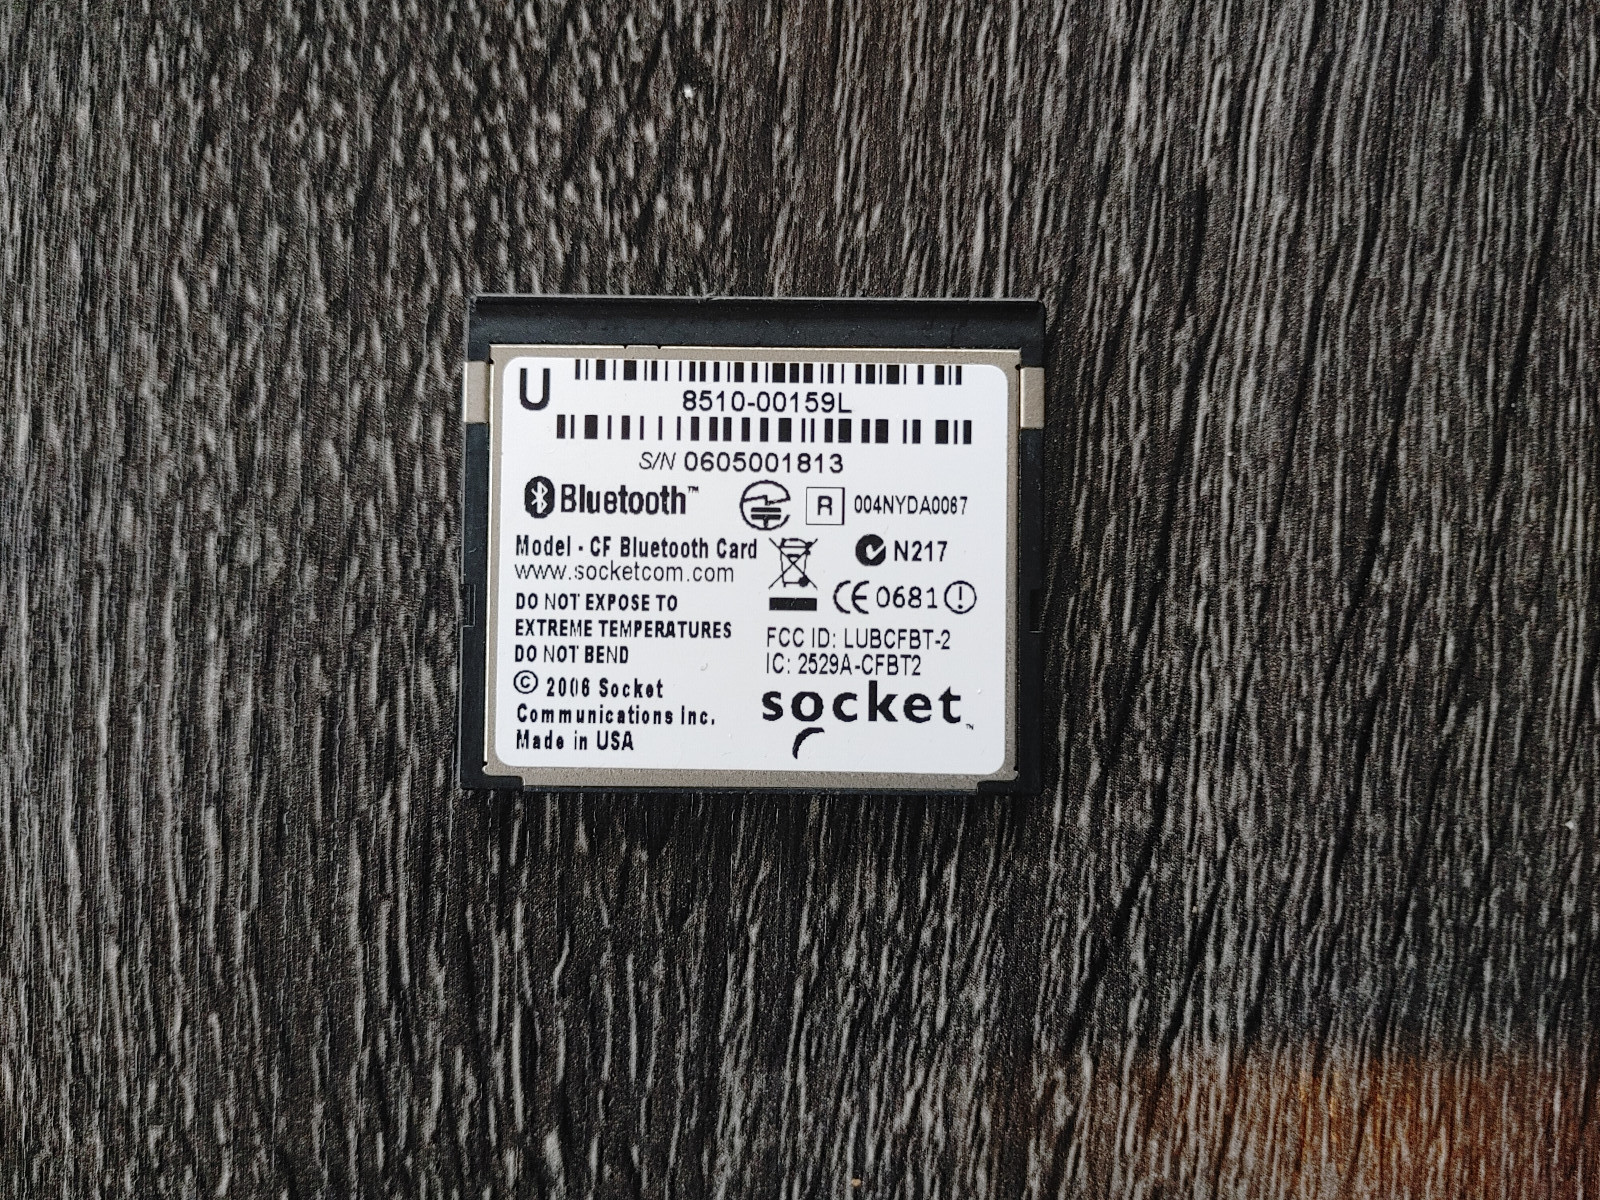 U
8510-00159L
S/N 0605001813
Bluetooth™
R 004NYDA0067
Model - CF Bluetooth Card
N217
www.socketcom.com
CE 0681
DO NOT EXPOSE TO
EXTREME TEMPERATURES
DO NOT BEND
FCC ID: LUBCFBT-2
IC: 2529A-CFBT2
© 2006 Socket
Communications Inc.
Made in USA
socket™